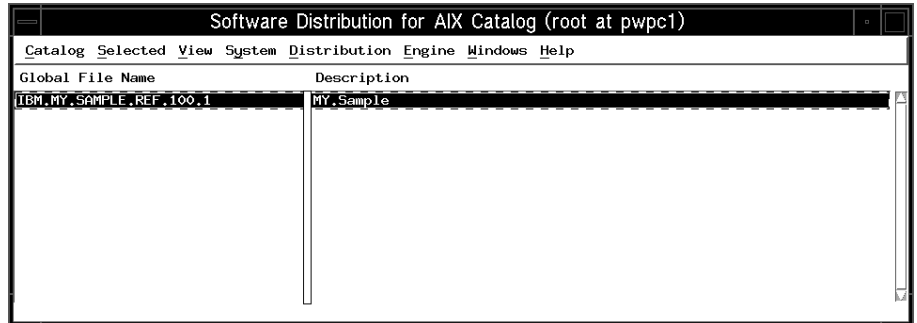 Software Distribution for AIX Catalog (root at pwpc1)
Catalog Selected View System Distribution Engine Windows Help
Global File Name Description
IBM.MY.SAMPLE.REF.100.1 MY.Sample